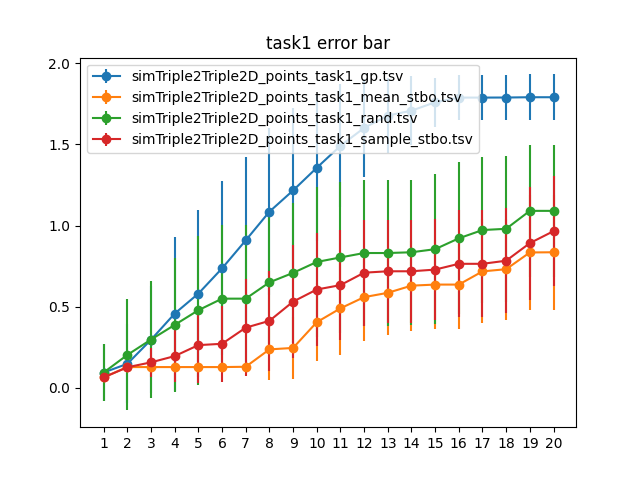 task1 error bar
simTriple2Triple2D_points_task1_gp.tsv
simTriple2Triple2D_points_task1_mean_stbo.tsv
simTriple2Triple2D_points_task1_rand.tsv
simTriple2Triple2D_points_task1_sample_stbo.tsv
2.0
1.5
1.0
0.5
0.0
1 2 3 4 5 6 7 8 9 10 11 12 13 14 15 16 17 18 19 20